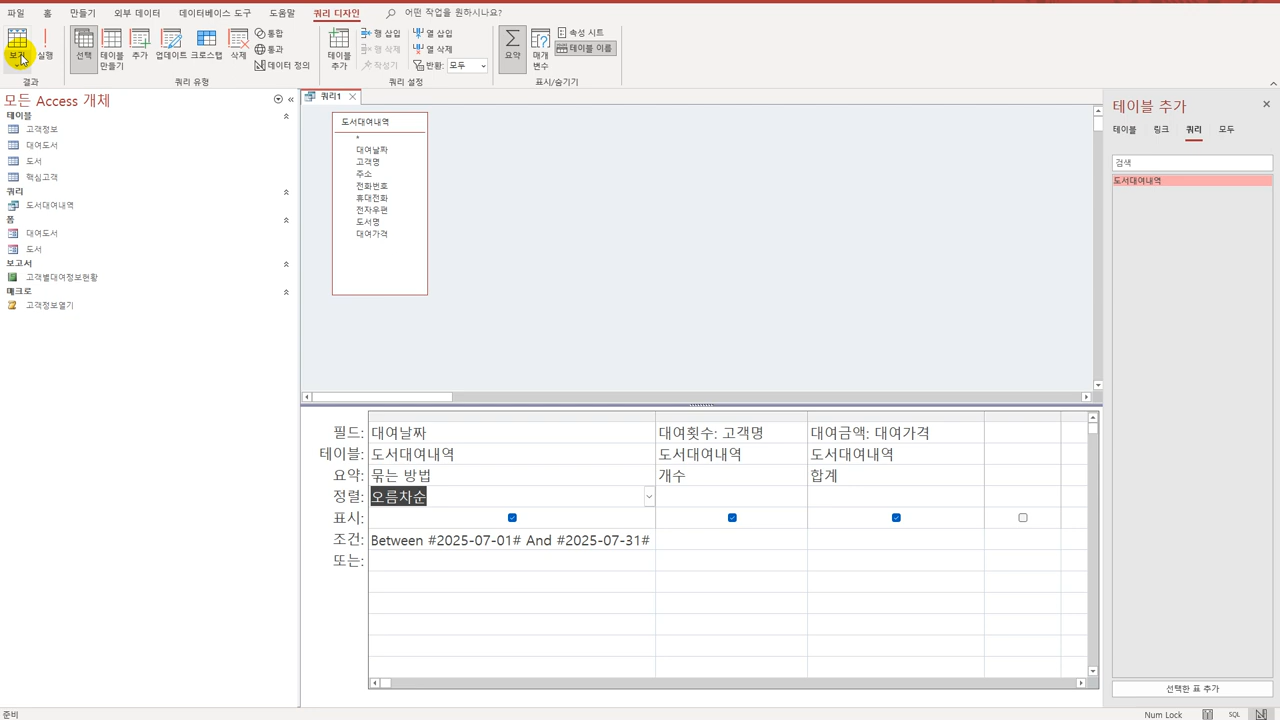 파일 홈 만들기 외부 데이터 데이터베이스 도구 도움말 쿼리 디자인 어떤 작업을 원하시나요?
보기 실행 선택 테이블 만들기 추가 업데이트 크로스탭 삭제
통합
통과
데이터 정의
테이블 추가
행 삽입
행 삭제
작성기
열 삽입
열 삭제
반환: 모두
요약 매개 변수
속성 시트
테이블 이름
결과 쿼리 유형 쿼리 설정 표시/숨기기
모든 Access 개체
테이블
고객정보
대여도서
도서
핵심고객
쿼리
도서대여내역
폼
대여도서
도서
보고서
고객별대여정보현황
매크로
고객정보열기
쿼리1
도서대여내역
*
대여날짜
고객명
주소
전화번호
휴대전화
전자우편
도서명
대여가격
필드: 대여날짜 대여횟수: 고객명 대여금액: 대여가격
테이블: 도서대여내역 도서대여내역 도서대여내역
요약: 묶는 방법 개수 합계
정렬: 오름차순
표시:
조건: Between #2025-07-01# And #2025-07-31#
또는:
테이블 추가
테이블 링크 쿼리 모두
검색
도서대여내역
선택한 표 추가
준비 Num Lock SQL